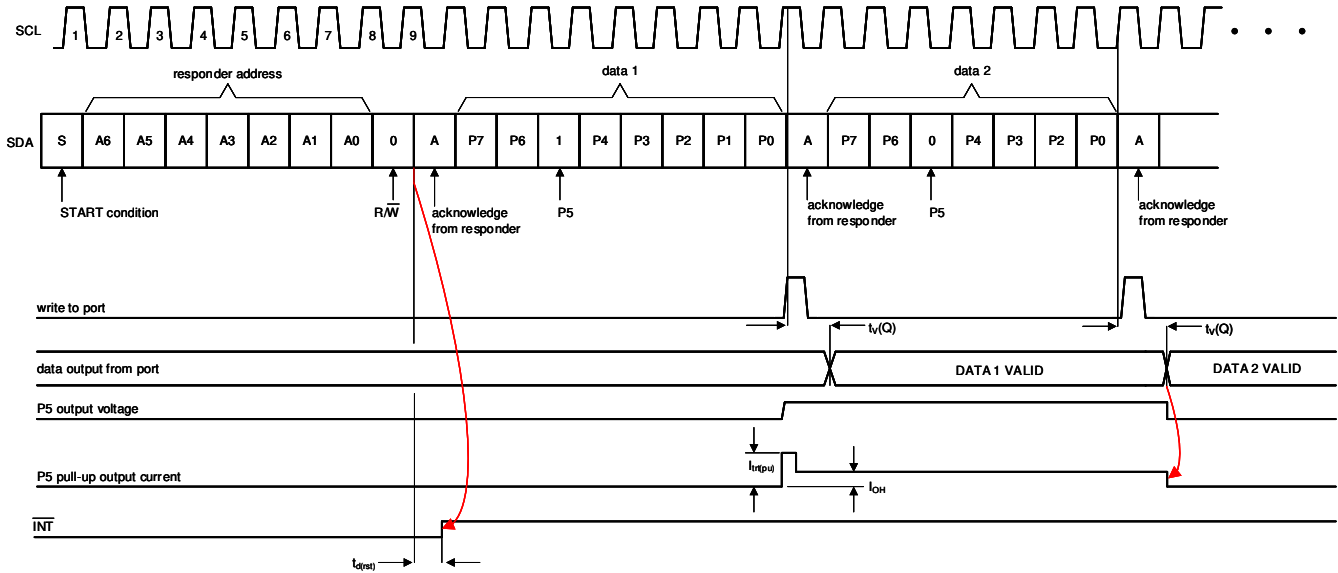 SCL 1 2 3 4 5 6 7 8 9
responder address data 1 data 2
SDA S A6 A5 A4 A3 A2 A1 A0 0 A P7 P6 1 P4 P3 P2 P1 P0 A P7 P6 0 P4 P3 P2 P0 A
START condition R/W̅ acknowledge from responder P5 acknowledge from responder P5 acknowledge from responder
write to port
tV(Q) tV(Q)
data output from port DATA 1 VALID DATA 2 VALID
P5 output voltage
Itrt(pu)
P5 pull-up output current IOH
I̅N̅T̅
td(rst)